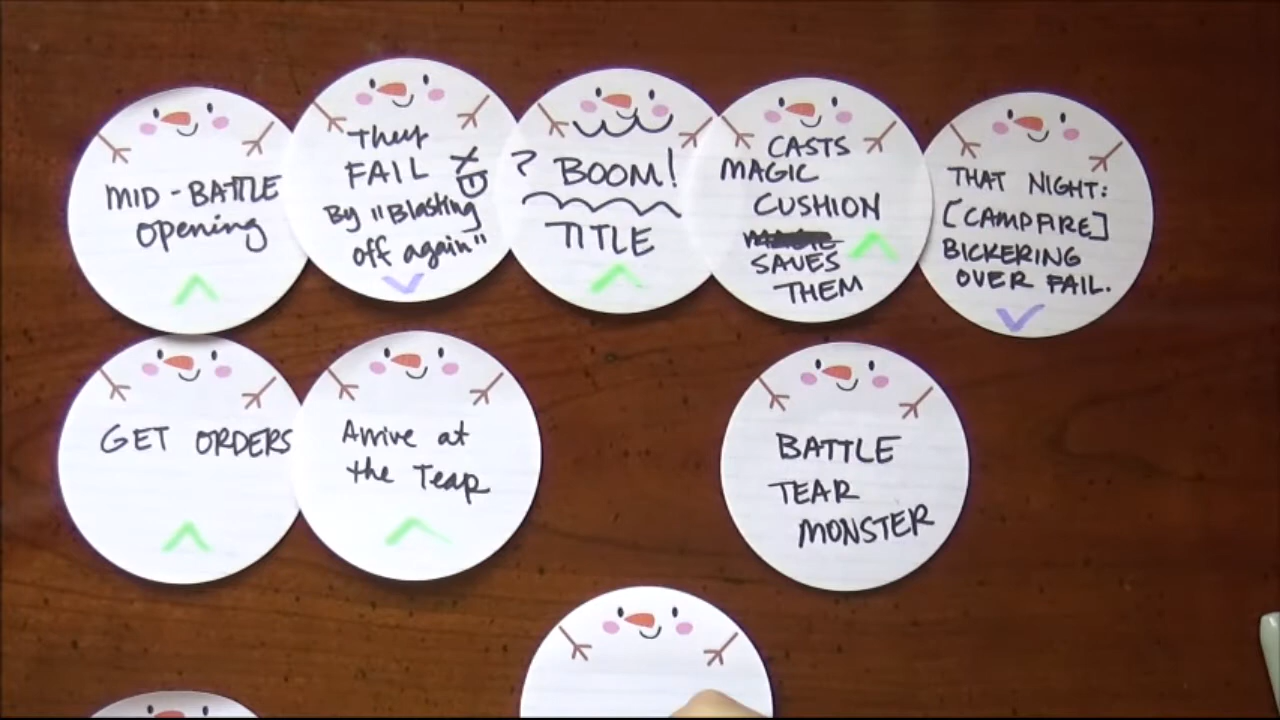 MID-BATTLE
opening
They
FAIL
By "Blasting
off again"
? BOOM!
TITLE
CASTS
MAGIC
CUSHION
SAVES
THEM
THAT NIGHT:
[CAMPFIRE]
BICKERING
OVER FAIL.
GET ORDERS
Arrive at
the Tear
BATTLE
TEAR
MONSTER